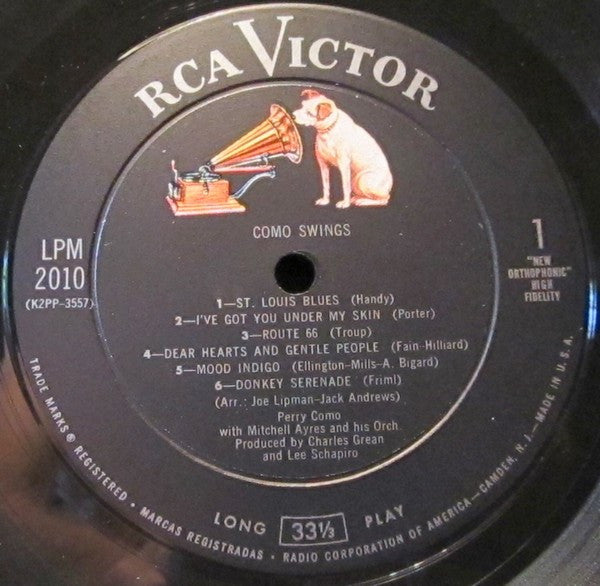 RCA VICTOR
COMO SWINGS
LPM
2010
(K2PP-3557)
1
"NEW
ORTHOPHONIC"
HIGH
FIDELITY
1—ST. LOUIS BLUES (Handy)
2—I'VE GOT YOU UNDER MY SKIN (Porter)
3—ROUTE 66 (Troup)
4—DEAR HEARTS AND GENTLE PEOPLE (Fain-Hilliard)
5—MOOD INDIGO (Ellington-Mills-A. Bigard)
6—DONKEY SERENADE (Friml)
(Arr.: Joe Lipman-Jack Andrews)
Perry Como
with Mitchell Ayres and his Orch.
Produced by Charles Grean
and Lee Schapiro
LONG 33⅓ PLAY
TRADE MARKS® REGISTERED • MARCAS REGISTRADAS • RADIO CORPORATION OF AMERICA—CAMDEN, N. J.—MADE IN U.S.A.